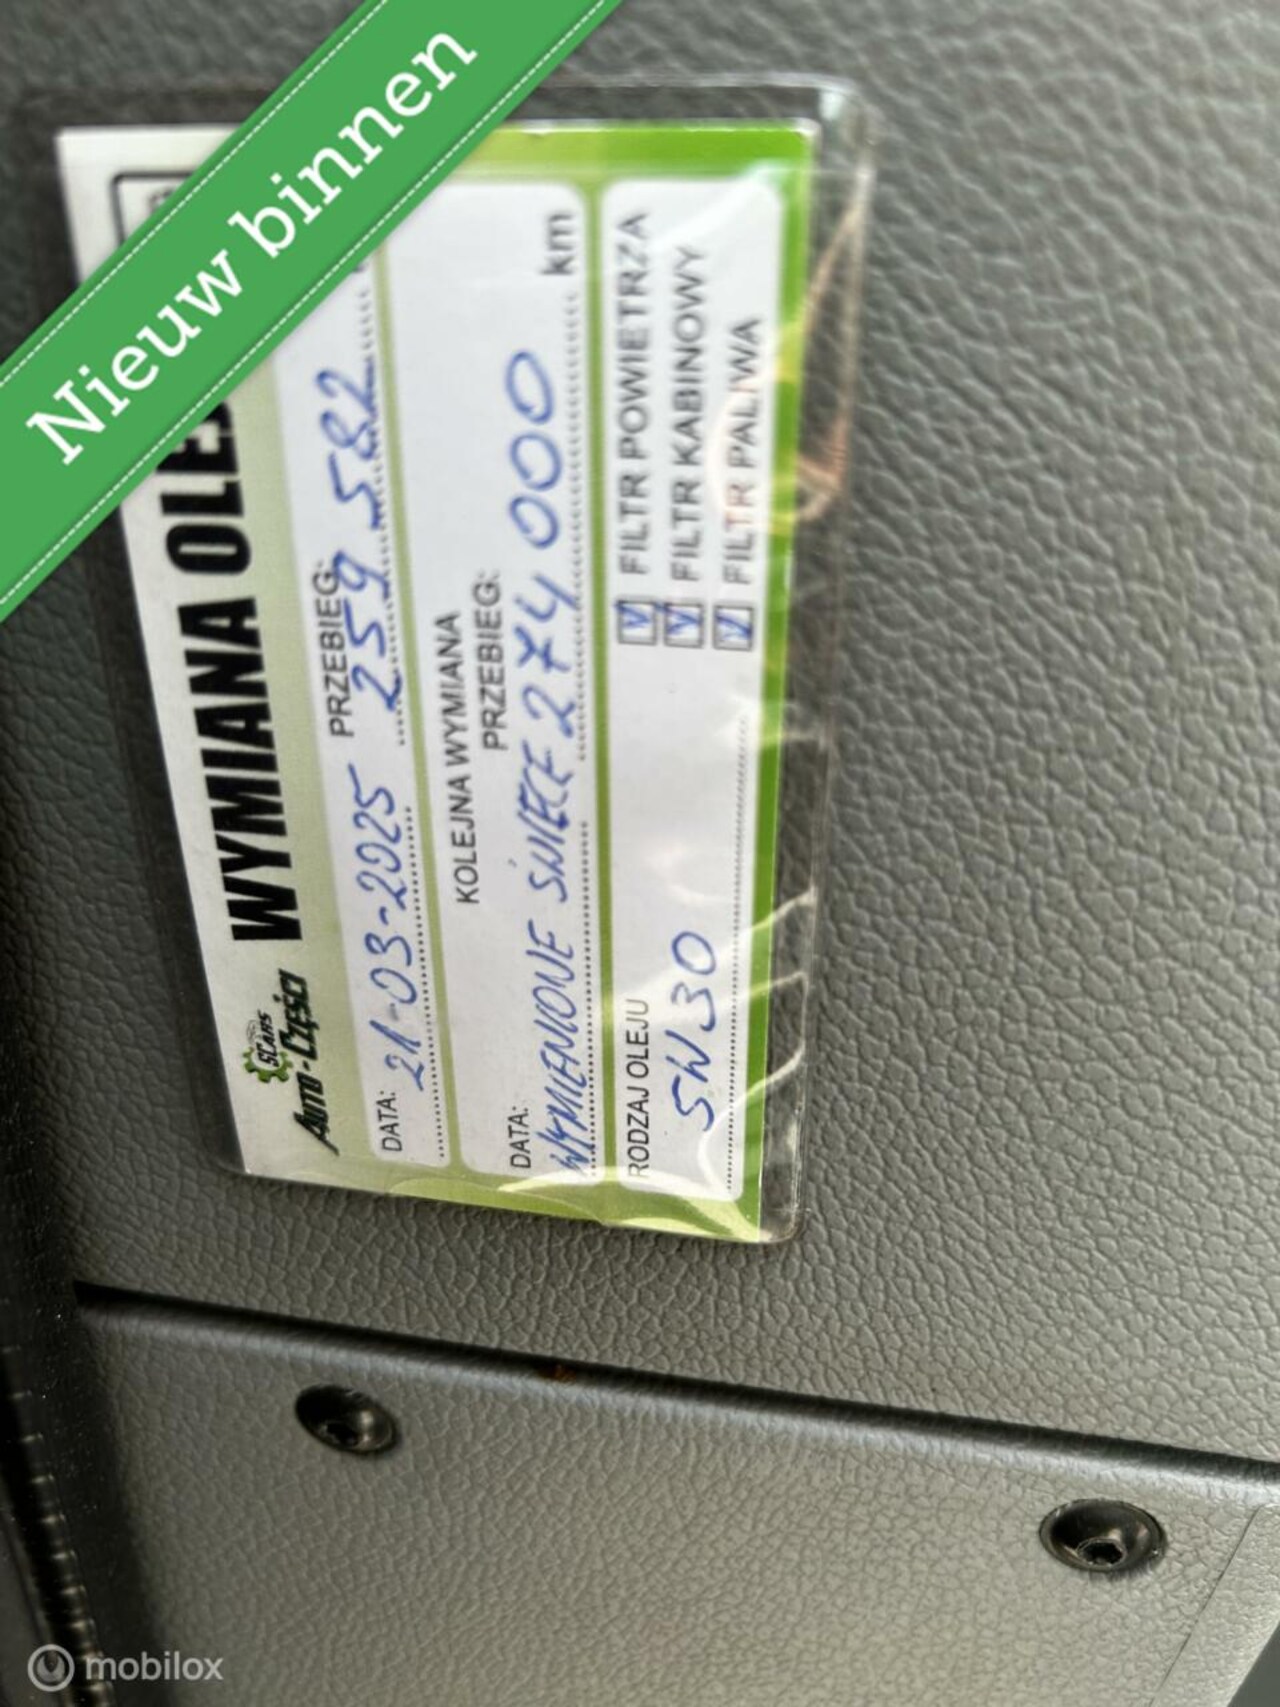 Nieuw binnen
WYMIANA
5CARS
AUTO-CZĘŚCI
DATA: 21-03-2025 PRZEBIEG: 259 582
KOLEJNA WYMIANA
DATA: PRZEBIEG:
WYMIENIONE ŚWIECE 274 000 km
RODZAJ OLEJU
5W30
V FILTR POWIETRZA
V FILTR KABINOWY
V FILTR PALIWA
mobilox